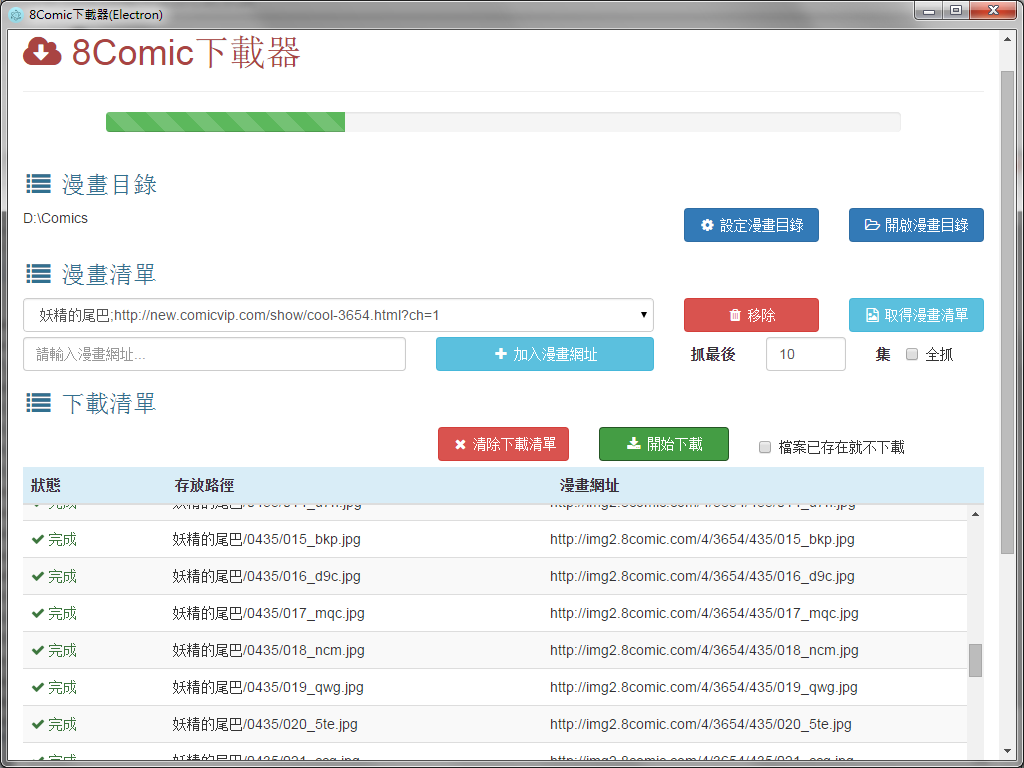 8Comic下載器(Electron)
8Comic下載器
漫畫目錄
D:\Comics
設定漫畫目錄 開啟漫畫目錄
漫畫清單
妖精的尾巴;http://new.comicvip.com/show/cool-3654.html?ch=1 移除 取得漫畫清單
請輸入漫畫網址... 加入漫畫網址 抓最後 10 集 全抓
下載清單
清除下載清單 開始下載 檔案已存在就不下載
狀態 存放路徑 漫畫網址
完成 妖精的尾巴/0435/015_bkp.jpg http://img2.8comic.com/4/3654/435/015_bkp.jpg
完成 妖精的尾巴/0435/016_d9c.jpg http://img2.8comic.com/4/3654/435/016_d9c.jpg
完成 妖精的尾巴/0435/017_mqc.jpg http://img2.8comic.com/4/3654/435/017_mqc.jpg
完成 妖精的尾巴/0435/018_ncm.jpg http://img2.8comic.com/4/3654/435/018_ncm.jpg
完成 妖精的尾巴/0435/019_qwg.jpg http://img2.8comic.com/4/3654/435/019_qwg.jpg
完成 妖精的尾巴/0435/020_5te.jpg http://img2.8comic.com/4/3654/435/020_5te.jpg